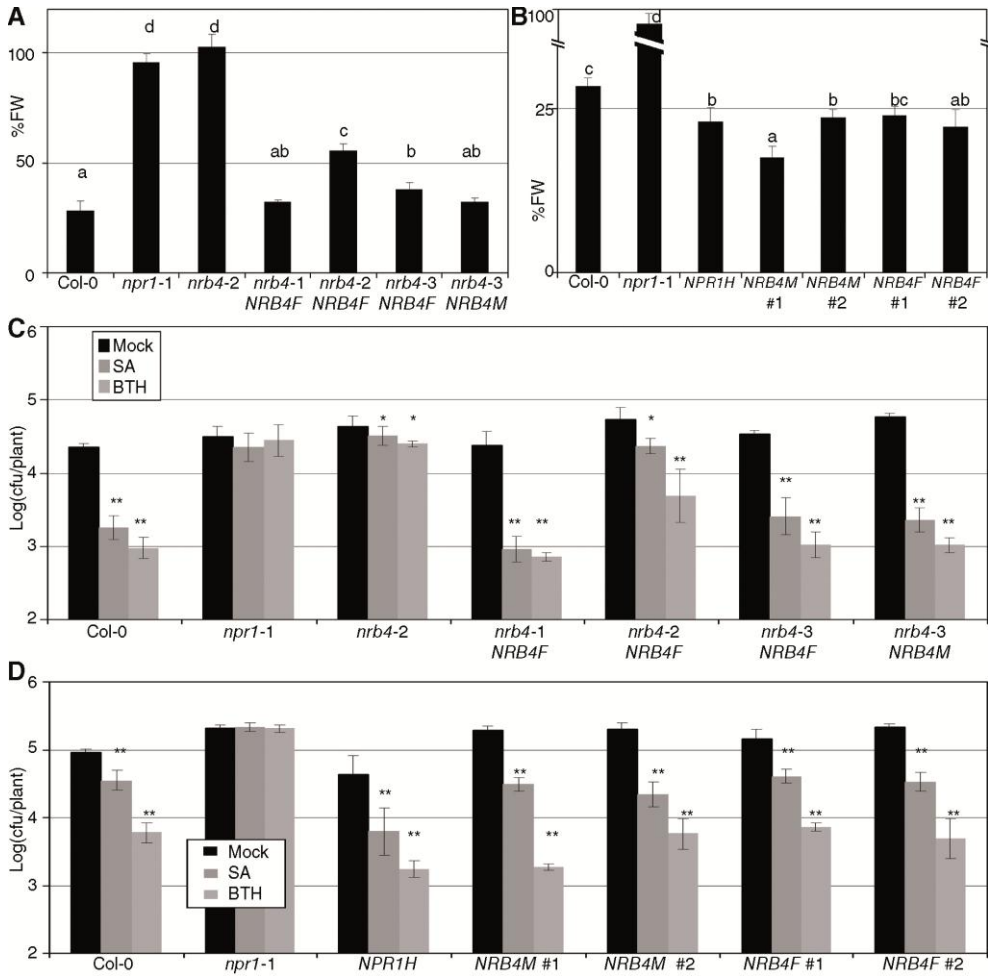 A
100
50
0
%FW
a
d
d
ab
c
b
ab
Col-0
npr1-1
nrb4-2
nrb4-1 NRB4F
nrb4-2 NRB4F
nrb4-3 NRB4F
nrb4-3 NRB4M
B
100
25
0
%FW
c
d
b
a
b
bc
ab
Col-0
npr1-1
NPR1H
NRB4M #1
NRB4M #2
NRB4F #1
NRB4F #2
C
6
5
4
3
2
Log(cfu/plant)
Mock
SA
BTH
** **
* *
** **
* **
** **
** **
Col-0
npr1-1
nrb4-2
nrb4-1 NRB4F
nrb4-2 NRB4F
nrb4-3 NRB4F
nrb4-3 NRB4M
D
6
5
4
3
2
Log(cfu/plant)
Mock
SA
BTH
** **
** **
** **
** **
** **
** **
Col-0
npr1-1
NPR1H
NRB4M #1
NRB4M #2
NRB4F #1
NRB4F #2